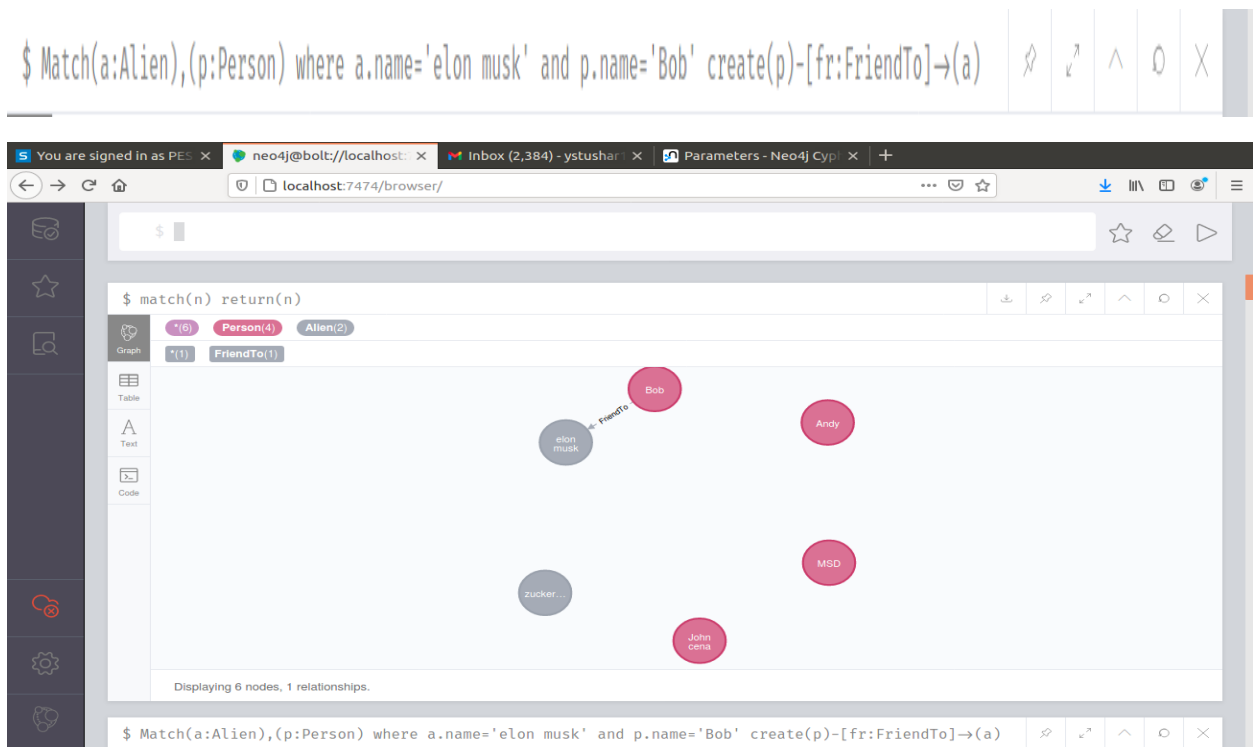 $ Match(a:Alien),(p:Person) where a.name='elon musk' and p.name='Bob' create(p)-[fr:FriendTo]→(a)
S You are signed in as PES neo4j@bolt://localhost: Inbox (2,384) - ystushar Parameters - Neo4j Cyp
localhost:7474/browser/
$
$ match(n) return(n)
*(6) Person(4) Alien(2)
Graph
*(1) FriendTo(1)
Table
Text
Code
Bob
FriendTo
Andy
elon
musk
MSD
zucker...
John
cena
Displaying 6 nodes, 1 relationships.
$ Match(a:Alien),(p:Person) where a.name='elon musk' and p.name='Bob' create(p)-[fr:FriendTo]→(a)